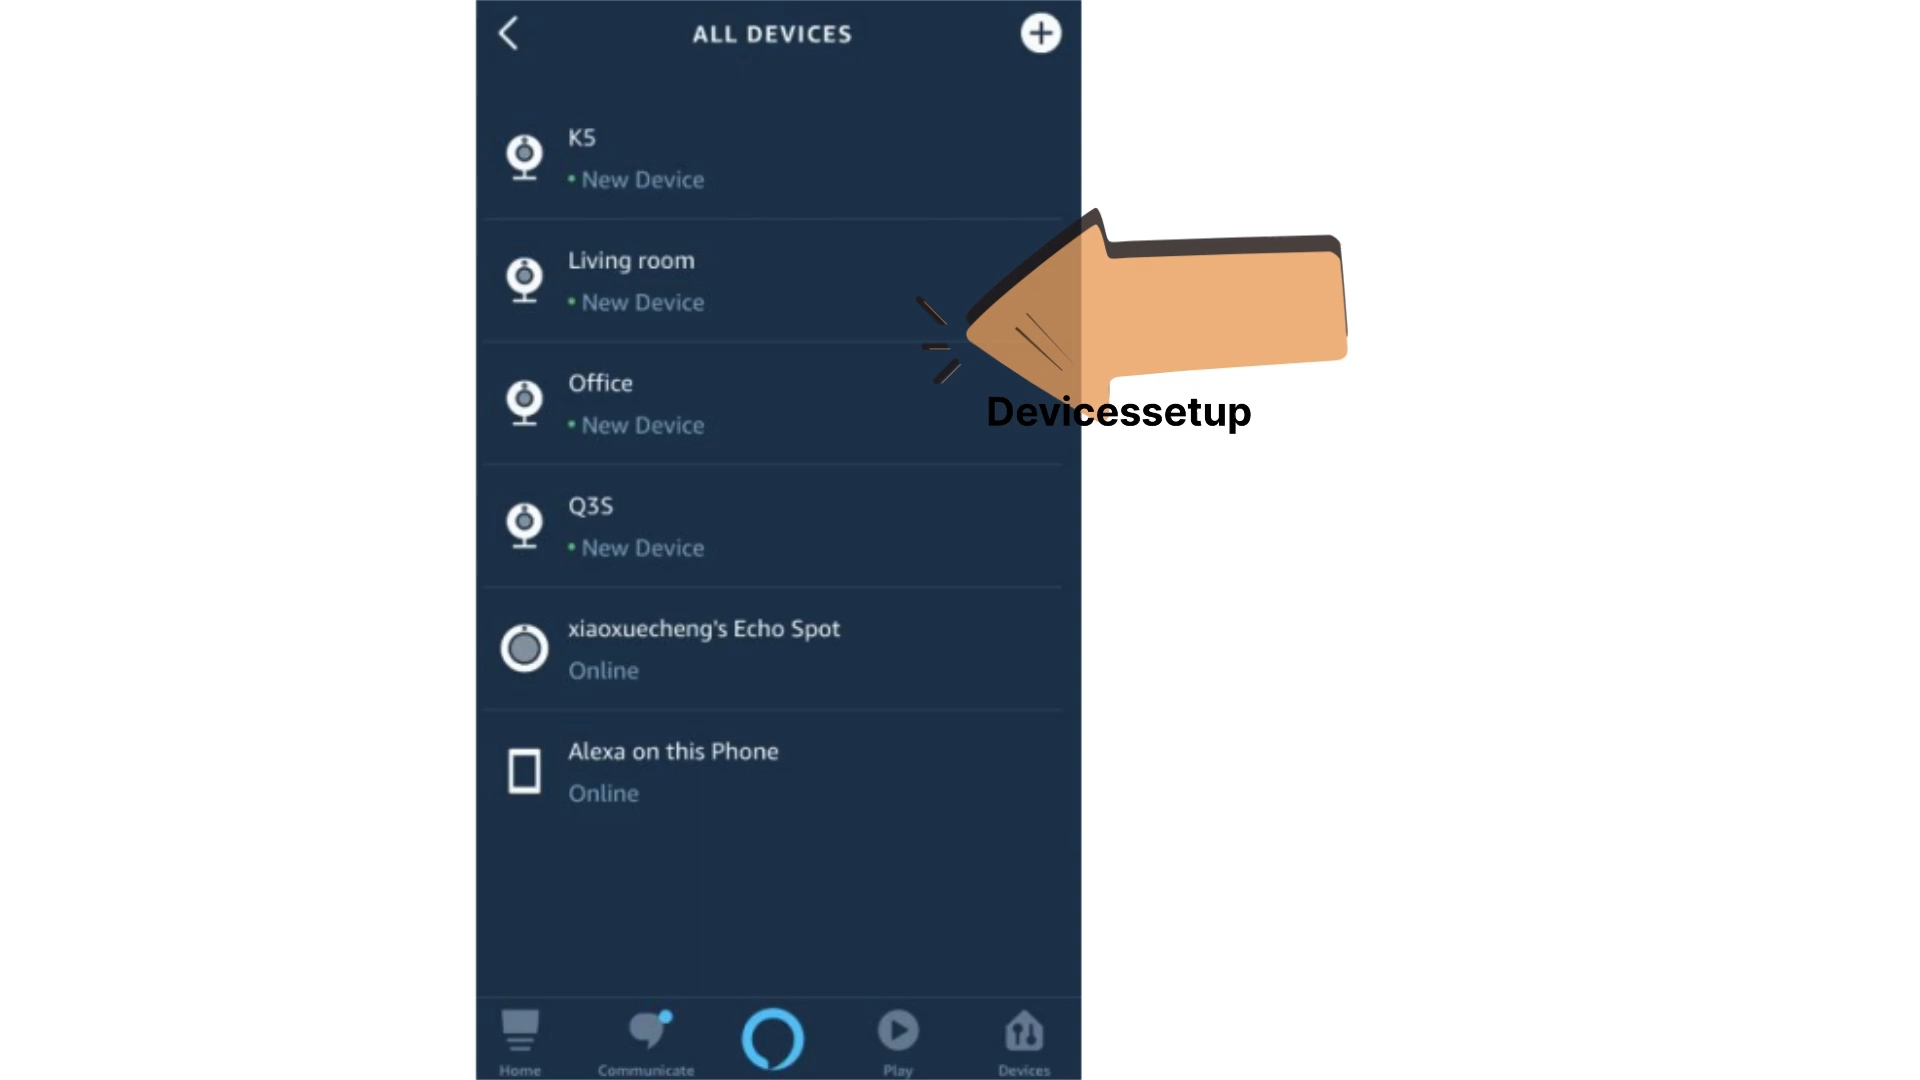 ALL DEVICES
K5
• New Device
Living room
• New Device
Office
• New Device
Devicessetup
Q3S
• New Device
xiaoxuecheng's Echo Spot
Online
Alexa on this Phone
Online
Home Communicate Play Devices